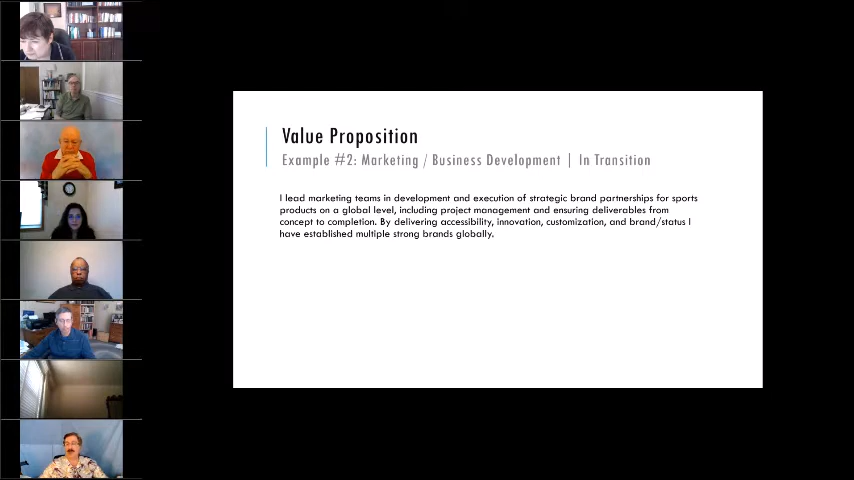 Value Proposition
Example #2: Marketing / Business Development | In Transition
I lead marketing teams in development and execution of strategic brand partnerships for sports
products on a global level, including project management and ensuring deliverables from
concept to completion. By delivering accessibility, innovation, customization, and brand/status I
have established multiple strong brands globally.